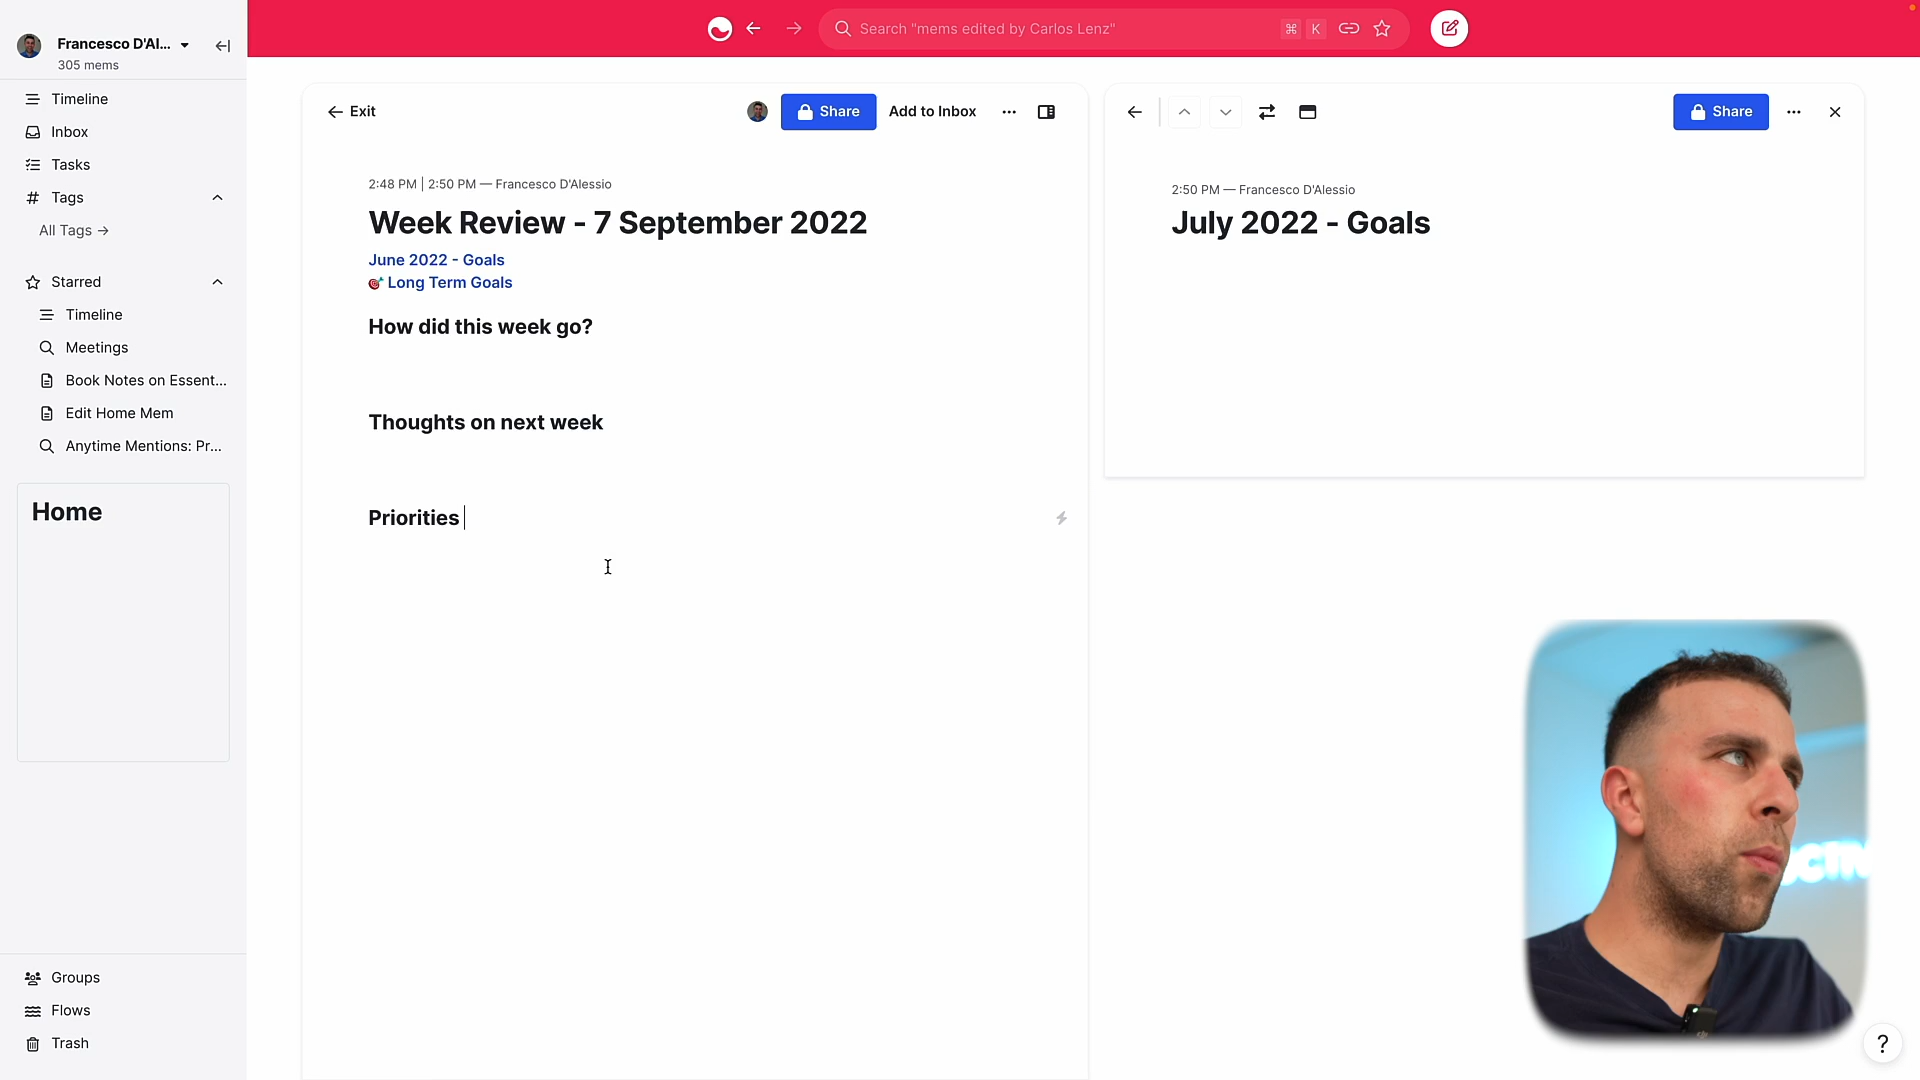 Francesco D'Al...
305 mems
Timeline
Inbox
Tasks
# Tags
All Tags →
Starred
Timeline
Meetings
Book Notes on Essent...
Edit Home Mem
Anytime Mentions: Pr...
Home
Groups
Flows
Trash
Search "mems edited by Carlos Lenz"
⌘ K
← Exit
Share
Add to Inbox
2:48 PM | 2:50 PM — Francesco D'Alessio
Week Review - 7 September 2022
June 2022 - Goals
🎯 Long Term Goals
How did this week go?
Thoughts on next week
Priorities
Share
2:50 PM — Francesco D'Alessio
July 2022 - Goals
?